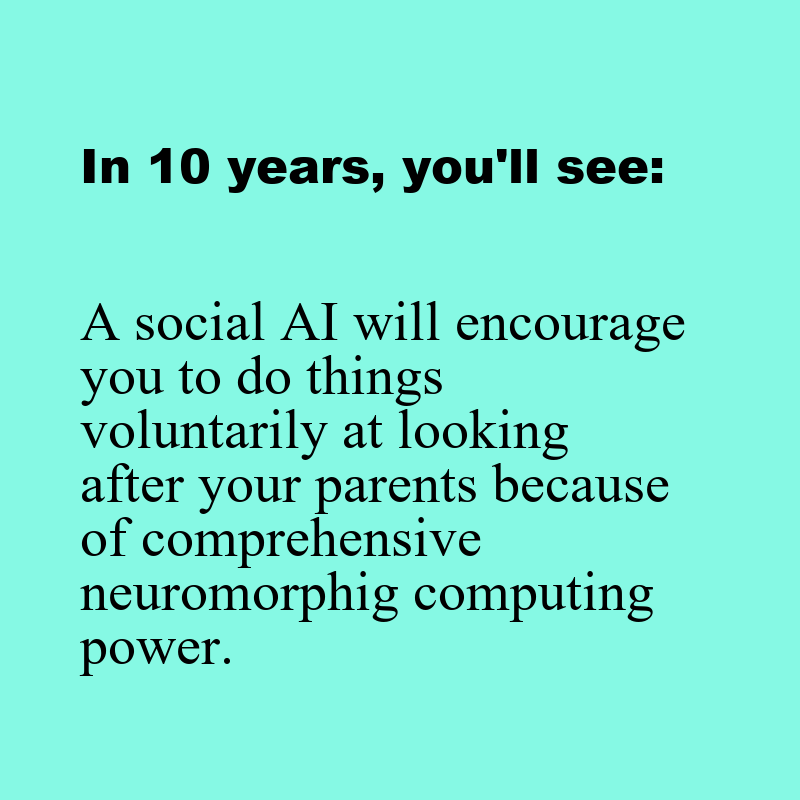 In 10 years, you'll see:
A social AI will encourage
you to do things
voluntarily at looking
after your parents because
of comprehensive
neuromorphig computing
power.